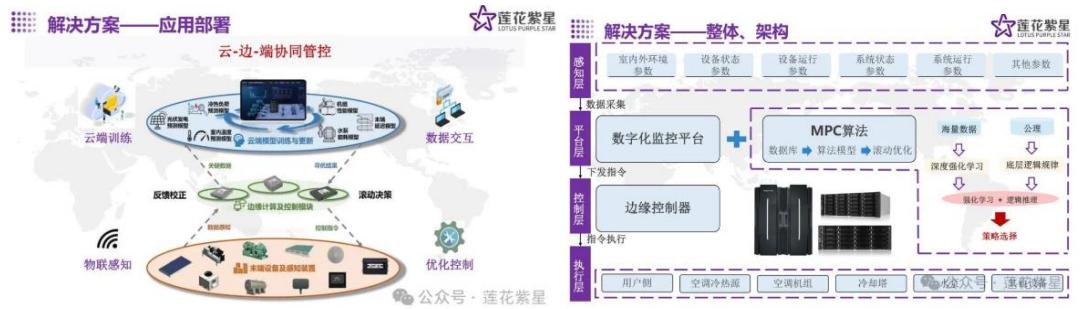 解决方案——应用部署
莲花紫星
LOTUS PURPLE STAR
云-边-端协同管控
云端训练
数据交互
冷热负荷
预测模型
光伏发电
预测模型
室内温度
预测模型
机组
性能模型
末端
水泵
能耗模型
云端模型训练与更新
关键数据
寻优结果
反馈校正
滚动决策
边缘计算及控制模块
数据感知
控制指令
物联感知
优化控制
末端设备及感知装置
公众号·莲花紫星
解决方案——整体、架构
莲花紫星
LOTUS PURPLE STAR
感知层
室内外环境
参数
设备状态
参数
设备运行
参数
系统状态
参数
系统运行
参数
其他参数
数据采集
平台层
数字化监控平台
MPC算法
数据库
算法模型
滚动优化
海量数据
公理
深度强化学习
底层逻辑规律
强化学习 + 逻辑推理
策略选择
下发指令
控制层
边缘控制器
指令执行
执行层
用户侧
空调冷热源
空调机组
冷却塔
公众号·莲花紫星